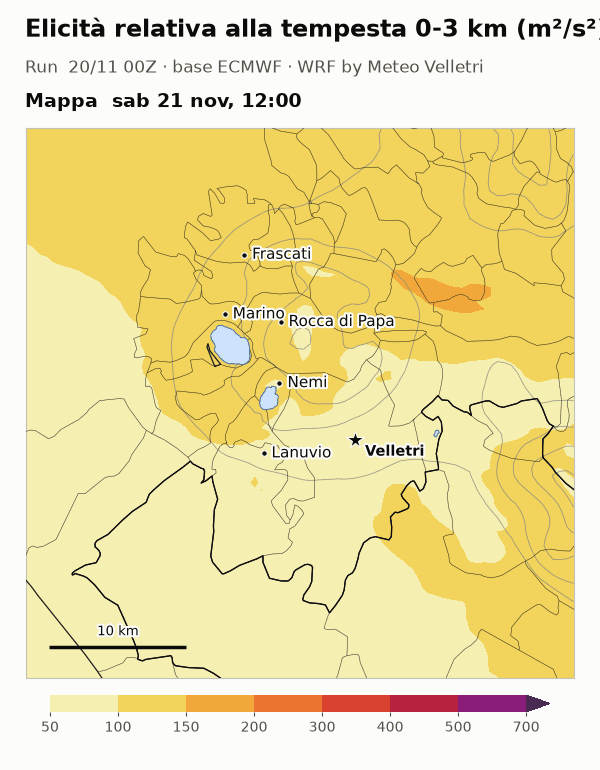 Elicità relativa alla tempesta 0-3 km (m²/s²)
Run 20/11 00Z · base ECMWF · WRF by Meteo Velletri
Mappa sab 21 nov, 12:00
Frascati
Marino
Rocca di Papa
Nemi
Velletri
Lanuvio
10 km
50 100 150 200 300 400 500 700